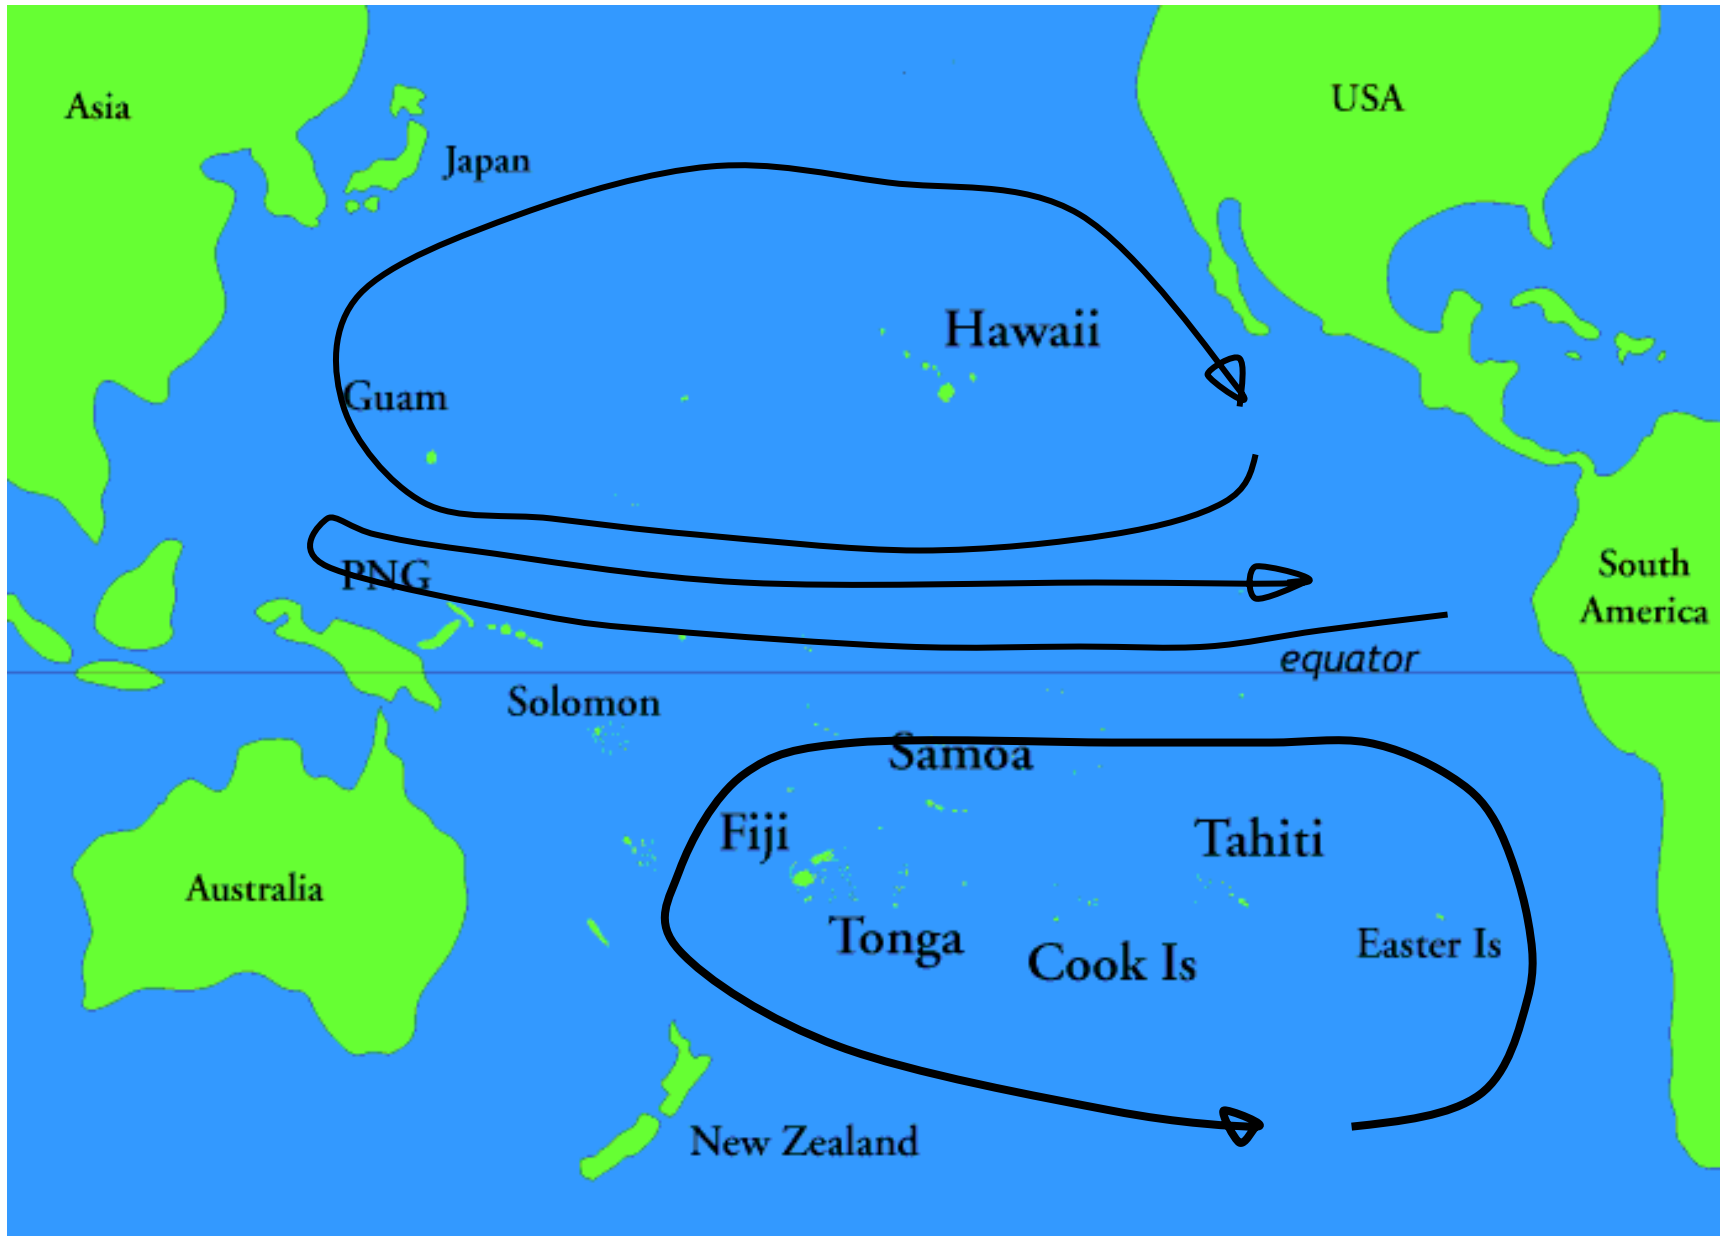 Asia
USA
Japan
Hawaii
Guam
PNG
South
America
equator
Solomon
Samoa
Fiji
Tahiti
Australia
Tonga
Cook Is
Easter Is
New Zealand